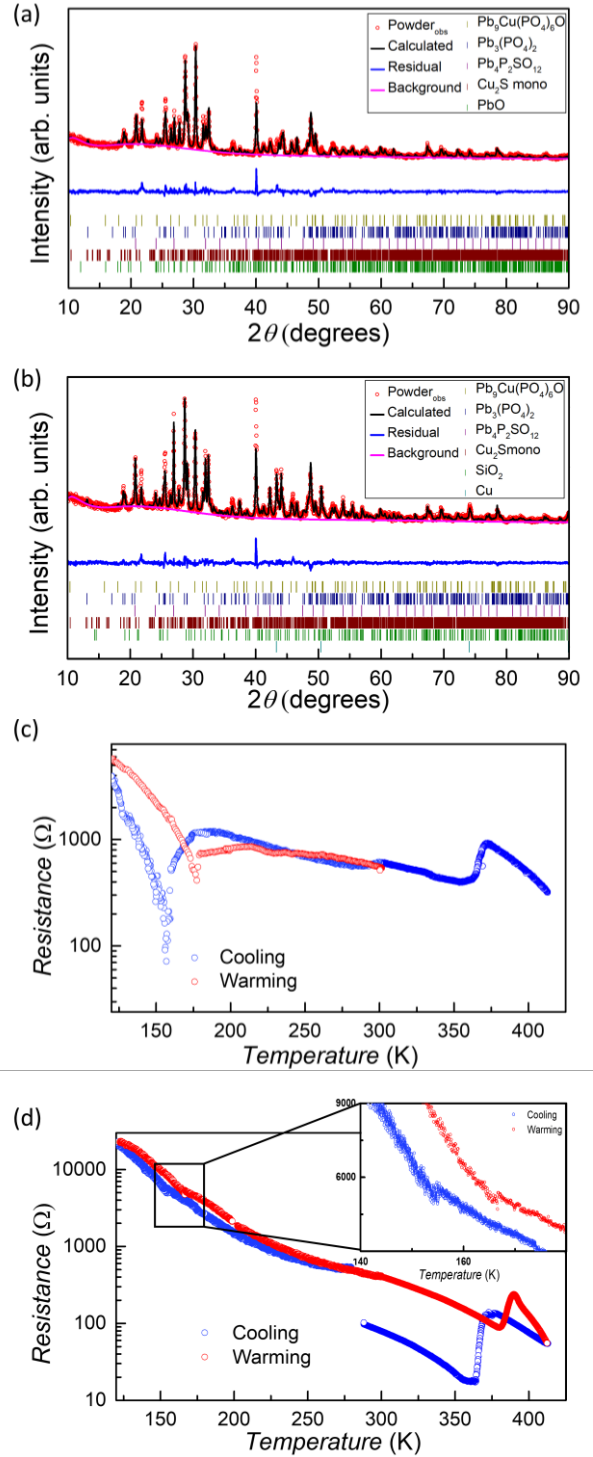 (a)
Powder_obs
Calculated
Residual
Background
Pb₉Cu(PO₄)₆O
Pb₃(PO₄)₂
Pb₄P₂SO₁₂
Cu₂S mono
PbO
Intensity (arb. units)
10 20 30 40 50 60 70 80 90
2θ (degrees)
(b)
Powder_obs
Calculated
Residual
Background
Pb₉Cu(PO₄)₆O
Pb₃(PO₄)₂
Pb₄P₂SO₁₂
Cu₂Smono
SiO₂
Cu
Intensity (arb. units)
10 20 30 40 50 60 70 80 90
2θ (degrees)
(c)
1000
100
Resistance (Ω)
Cooling
Warming
150 200 250 300 350 400
Temperature (K)
(d)
9000
6000
Cooling
Warming
140 160
Temperature (K)
10000
1000
100
10
Resistance (Ω)
Cooling
Warming
150 200 250 300 350 400
Temperature (K)